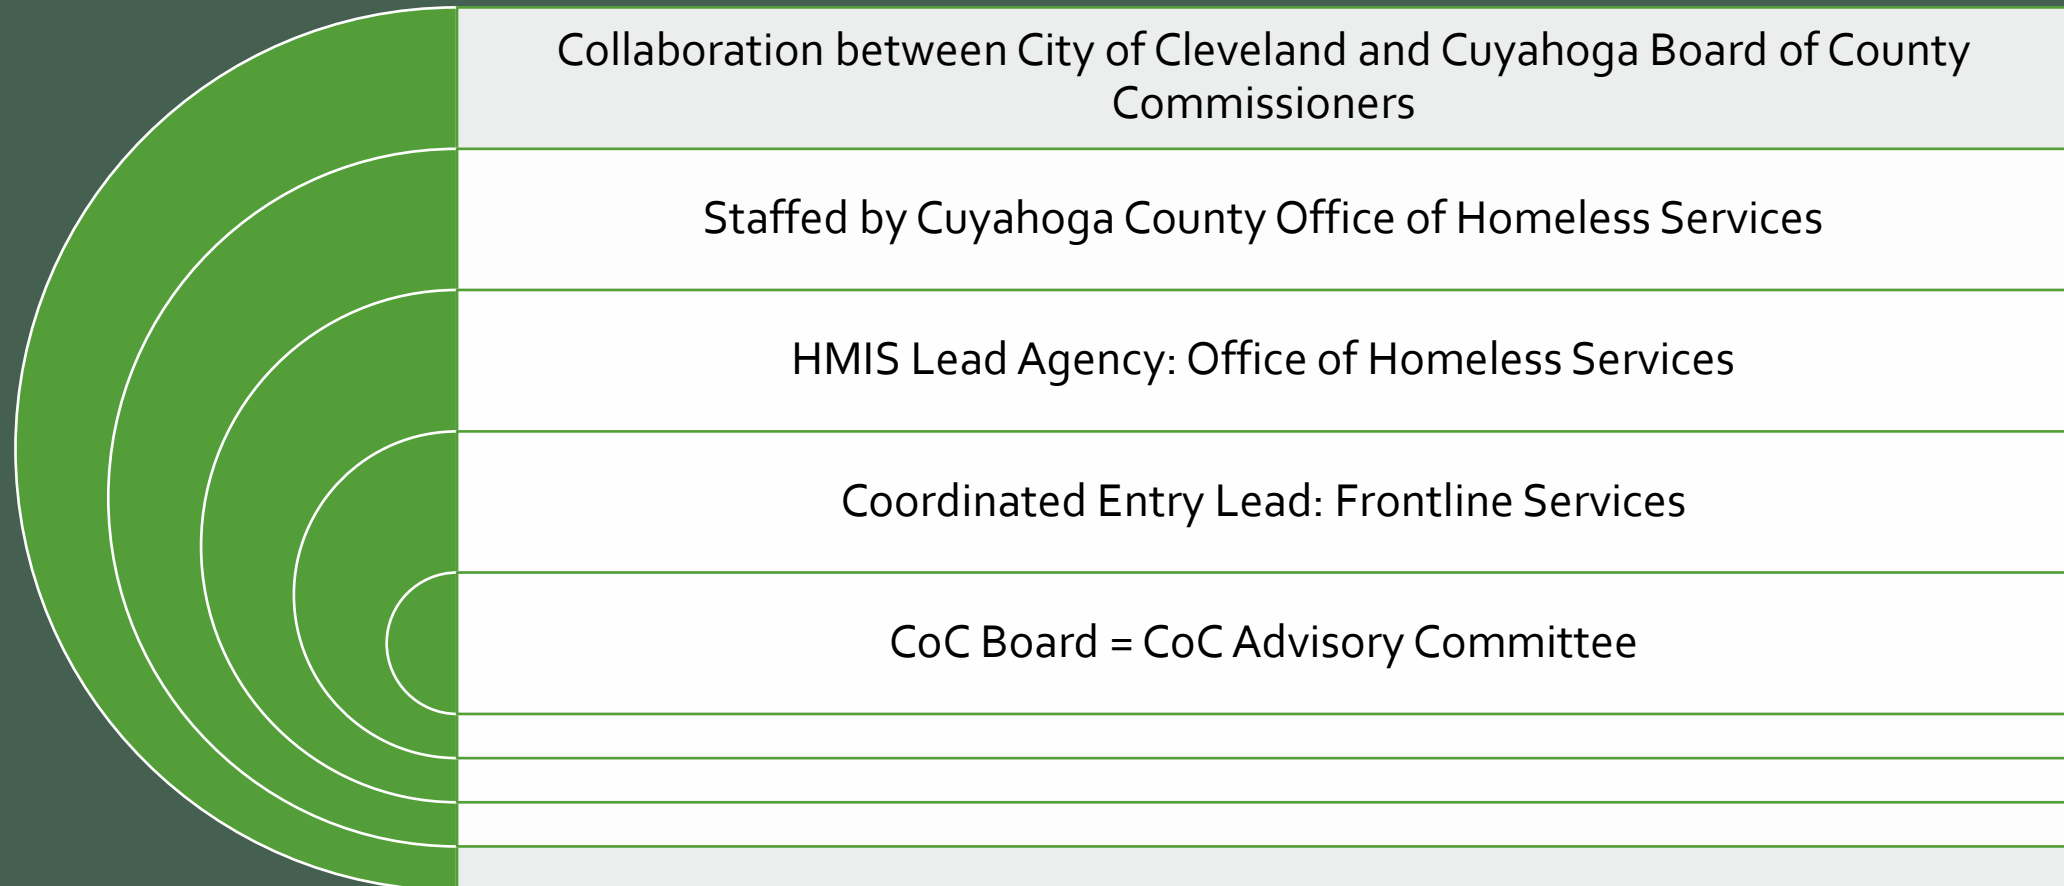 Collaboration between City of Cleveland and Cuyahoga Board of County
Commissioners
Staffed by Cuyahoga County Office of Homeless Services
HMIS Lead Agency: Office of Homeless Services
Coordinated Entry Lead: Frontline Services
CoC Board = CoC Advisory Committee